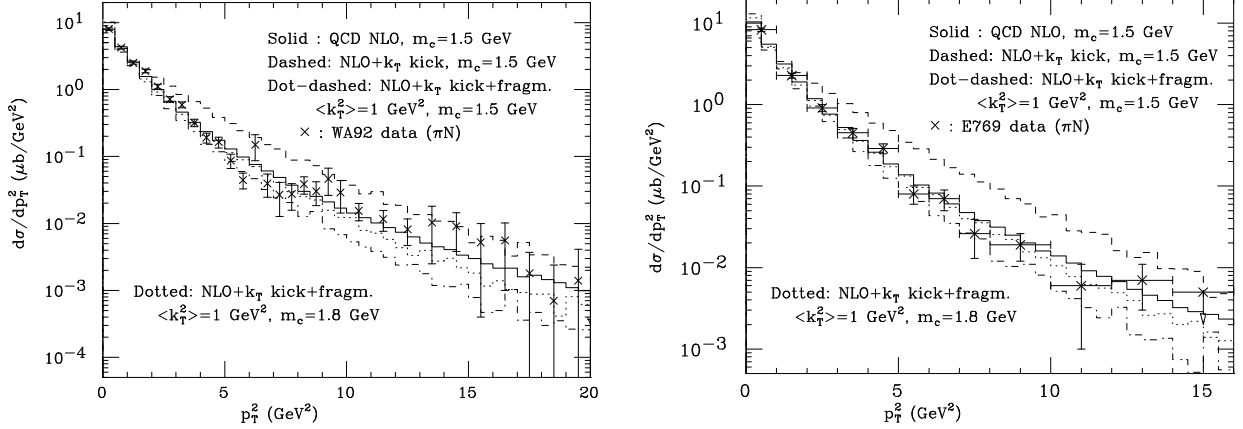 Solid : QCD NLO, m_c=1.5 GeV
Dashed: NLO+k_T kick, m_c=1.5 GeV
Dot-dashed: NLO+k_T kick+fragm.
<k_T^2>=1 GeV^2, m_c=1.5 GeV
× : WA92 data (πN)
Dotted: NLO+k_T kick+fragm.
<k_T^2>=1 GeV^2, m_c=1.8 GeV
dσ/dp_T^2 (μb/GeV^2)
10^1
10^0
10^-1
10^-2
10^-3
10^-4
0 5 10 15 20
p_T^2 (GeV^2)
Solid : QCD NLO, m_c=1.5 GeV
Dashed: NLO+k_T kick, m_c=1.5 GeV
Dot-dashed: NLO+k_T kick+fragm.
<k_T^2>=1 GeV^2, m_c=1.5 GeV
× : E769 data (πN)
Dotted: NLO+k_T kick+fragm.
<k_T^2>=1 GeV^2, m_c=1.8 GeV
dσ/dp_T^2 (μb/GeV^2)
10^1
10^0
10^-1
10^-2
10^-3
0 5 10 15
p_T^2 (GeV^2)